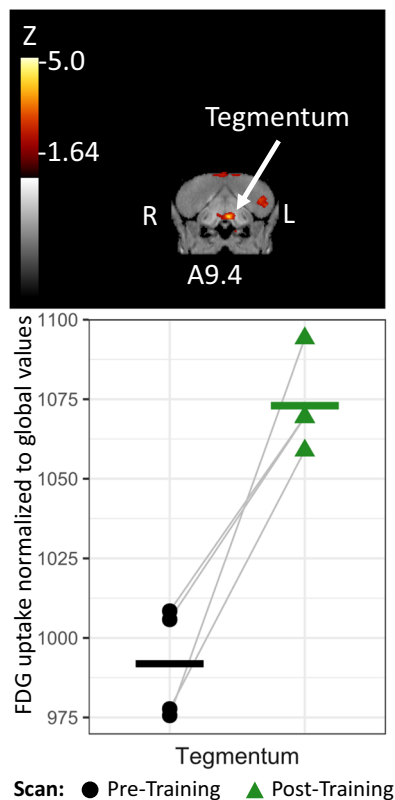 Z
-5.0
Tegmentum
-1.64
R
L
A9.4
FDG uptake normalized to global values
1100
1075
1050
1025
1000
975
Tegmentum
Scan: Pre-Training Post-Training